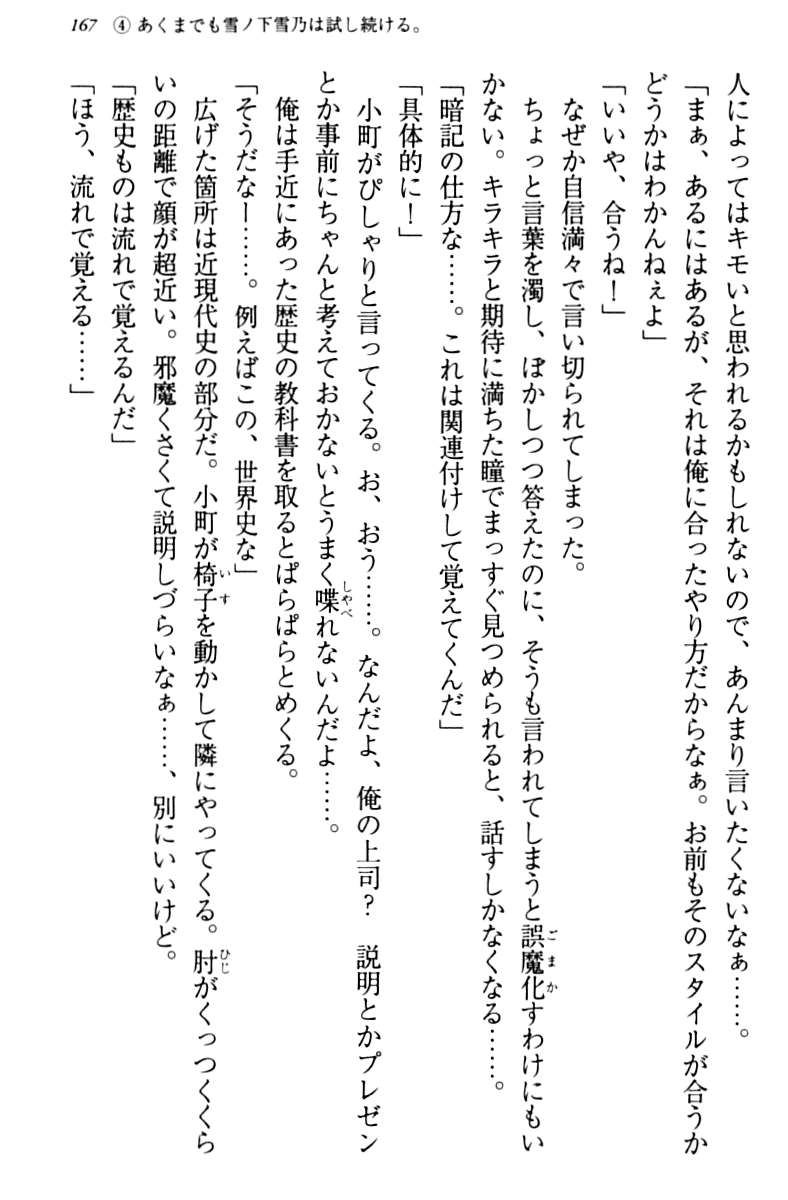 167 ④ あくまでも雪ノ下雪乃は試し続ける。
人によってはキモいと思われるかもしれないので、あんまり言いたくないなぁ……。
「まぁ、あるにはあるが、それは俺に合ったやり方だからなぁ。お前もそのスタイルが合うか
どうかはわかんねぇよ」
「いいや、合うね！」
なぜか自信満々で言い切られてしまった。
ちょっと言葉を濁し、ぼかしつつ答えたのに、そうも言われてしまうと誤魔化すわけにもい
かない。キラキラと期待に満ちた瞳でまっすぐ見つめられると、話すしかなくなる……。
「暗記の仕方な……。これは関連付けして覚えてくんだ」
「具体的に！」
小町がぴしゃりと言ってくる。お、おう……。なんだよ、俺の上司？　説明とかプレゼン
とか事前にちゃんと考えておかないとうまく喋れないんだよ……。
俺は手近にあった歴史の教科書を取るとぱらぱらとめくる。
「そうだなー……。例えばこの、世界史な」
広げた箇所は近現代史の部分だ。小町が椅子を動かして隣にやってくる。肘がくっつくくら
いの距離で顔が超近い。邪魔くさくて説明しづらいなぁ……、別にいいけど。
「歴史ものは流れで覚えるんだ」
「ほう、流れで覚える……」